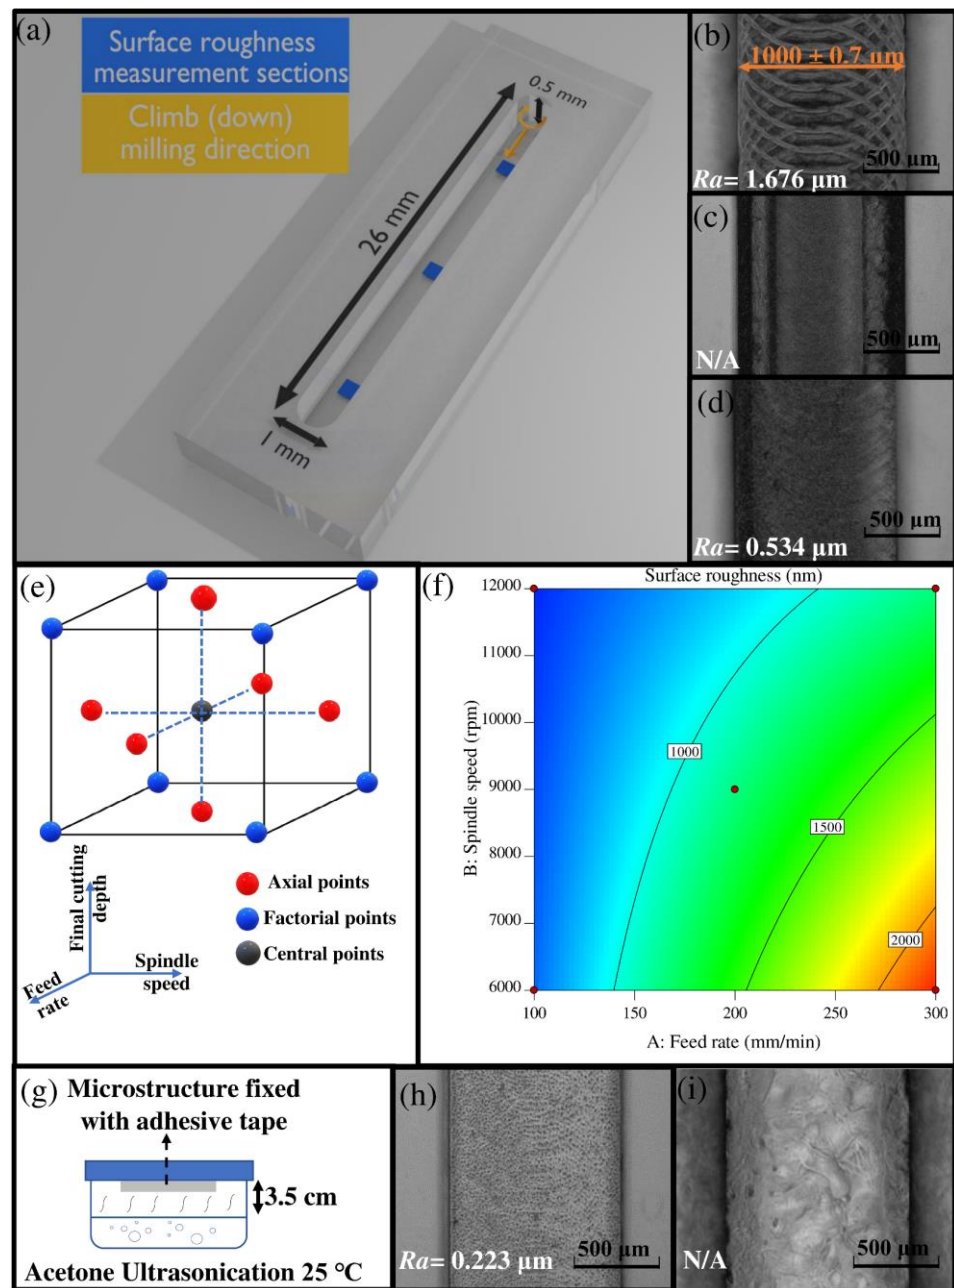 (a)
Surface roughness
measurement sections
Climb (down)
milling direction
0.5 mm
26 mm
1 mm
(b)
1000 ± 0.7 um
500 µm
Ra= 1.676 µm
(c)
500 µm
N/A
(d)
500 µm
Ra= 0.534 µm
(e)
Final cutting
depth
Feed
rate
Spindle
speed
Axial points
Factorial points
Central points
(f)
Surface roughness (nm)
12000
11000
10000
9000
8000
7000
6000
B: Spindle speed (rpm)
1000
1500
2000
100
150
200
250
300
A: Feed rate (mm/min)
(g)
Microstructure fixed
with adhesive tape
3.5 cm
Acetone Ultrasonication 25 °C
(h)
500 µm
Ra= 0.223 µm
(i)
500 µm
N/A